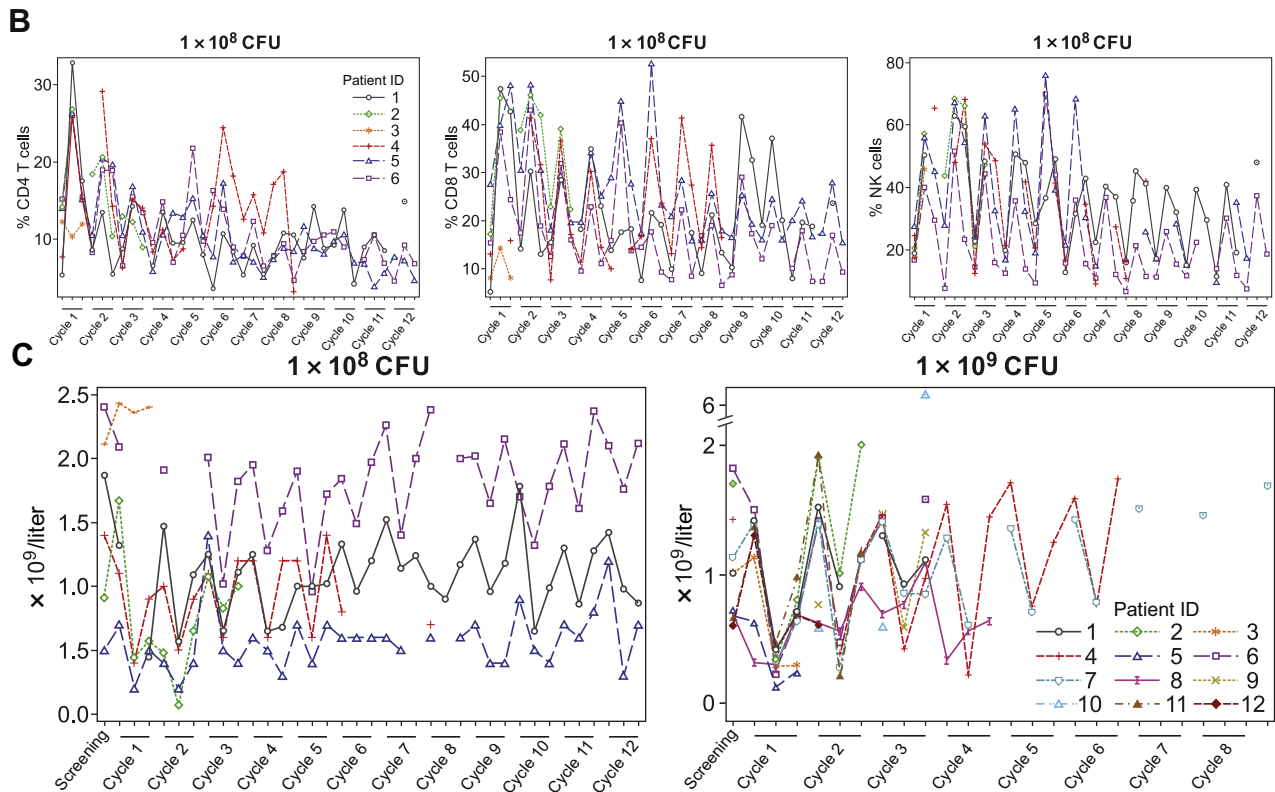 B
1 × 10⁸ CFU
% CD4 T cells
30
20
10
Patient ID
1
2
3
4
5
6
Cycle 1
Cycle 2
Cycle 3
Cycle 4
Cycle 5
Cycle 6
Cycle 7
Cycle 8
Cycle 9
Cycle 10
Cycle 11
Cycle 12
1 × 10⁸ CFU
% CD8 T cells
50
40
30
20
10
Cycle 1
Cycle 2
Cycle 3
Cycle 4
Cycle 5
Cycle 6
Cycle 7
Cycle 8
Cycle 9
Cycle 10
Cycle 11
Cycle 12
1 × 10⁸ CFU
% NK cells
80
60
40
20
Cycle 1
Cycle 2
Cycle 3
Cycle 4
Cycle 5
Cycle 6
Cycle 7
Cycle 8
Cycle 9
Cycle 10
Cycle 11
Cycle 12
C
1 × 10⁸ CFU
× 10⁹/liter
2.5
2.0
1.5
1.0
1.5
0.0
Screening
Cycle 1
Cycle 2
Cycle 3
Cycle 4
Cycle 5
Cycle 6
Cycle 7
Cycle 8
Cycle 9
Cycle 10
Cycle 11
Cycle 12
1 × 10⁹ CFU
× 10⁹/liter
6
2
1
0
Patient ID
1 2 3
4 5 6
7 8 9
10 11 12
Screening
Cycle 1
Cycle 2
Cycle 3
Cycle 4
Cycle 5
Cycle 6
Cycle 7
Cycle 8